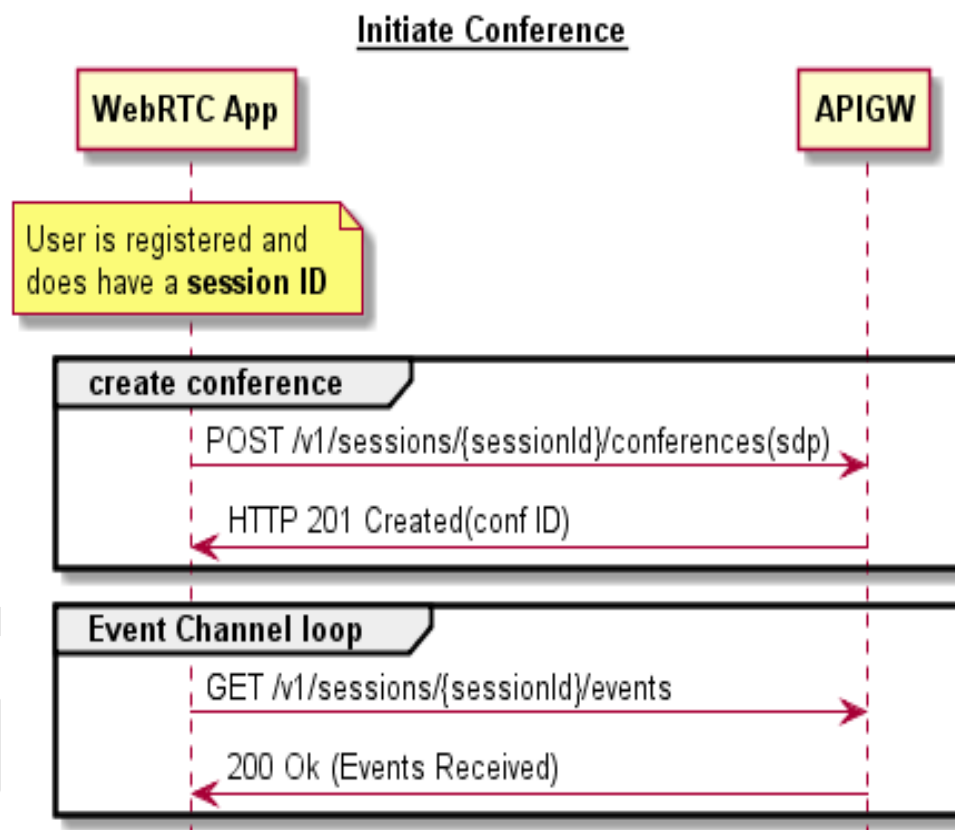 Initiate Conference
WebRTC App
APIGW
User is registered and
does have a session ID
create conference
POST /v1/sessions/{sessionId}/conferences(sdp)
HTTP 201 Created(conf ID)
Event Channel loop
GET /v1/sessions/{sessionId}/events
200 Ok (Events Received)